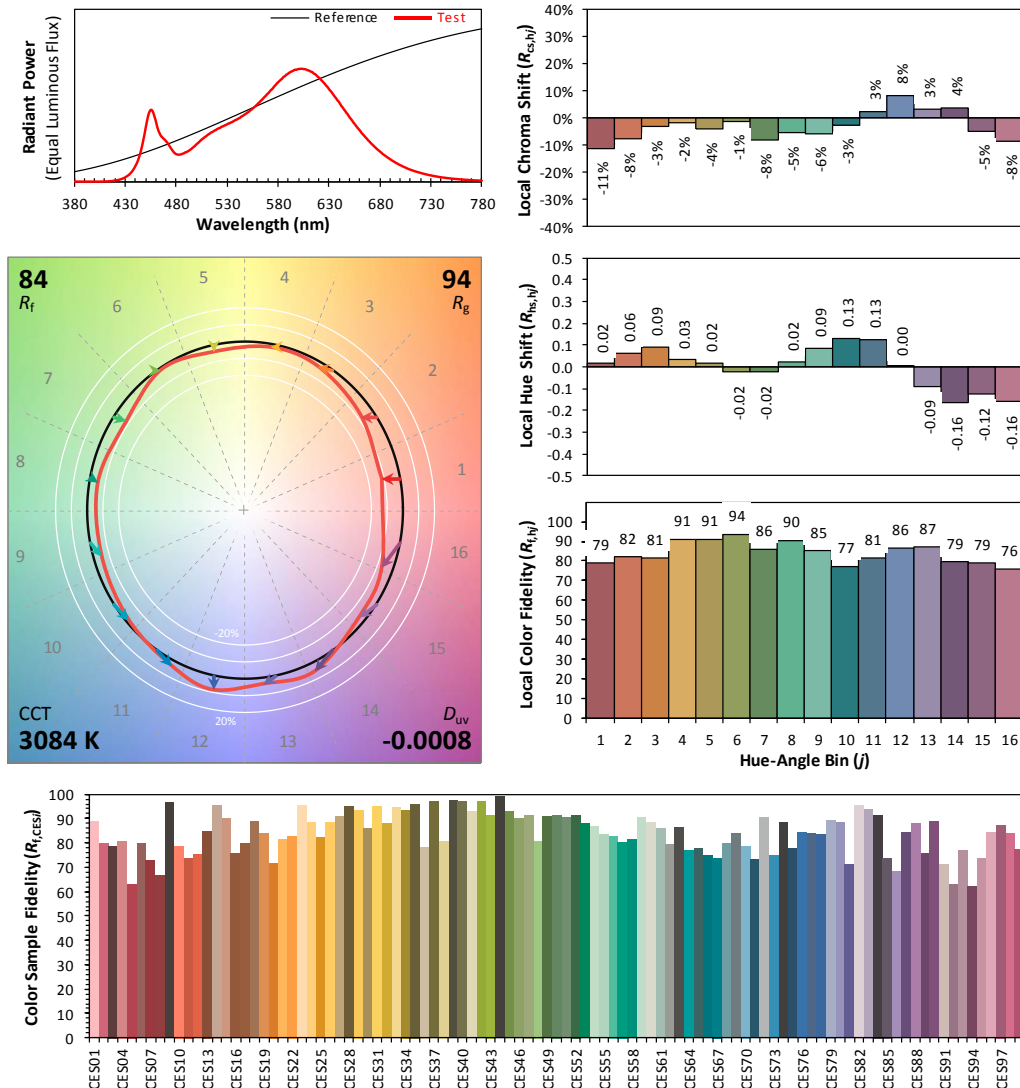 Reference Test
Radiant Power
(Equal Luminous Flux)
380 430 480 530 580 630 680 730 780
Wavelength (nm)
Local Chroma Shift (Rcs,hj)
40%
30%
20%
10%
0%
-10%
-20%
-30%
-40%
-11% -8% -3% -2% -4% -1% -8% -5% -6% -3% 3% 8% 3% 4% -5% -8%
84
Rf
94
Rg
5 4
6 3
7 2
8 1
9 16
10 15
11 14
12 13
-20%
20%
CCT
3084 K
Duv
-0.0008
Local Hue Shift (Rhs,hj)
0.5
0.4
0.3
0.2
0.1
0.0
-0.1
-0.2
-0.3
-0.4
-0.5
0.02 0.06 0.09 0.03 0.02 -0.02 -0.02 0.02 0.09 0.13 0.13 0.00 -0.09 -0.16 -0.12 -0.16
Local Color Fidelity (Rf,hj)
100
90
80
70
60
50
40
30
20
10
0
79 82 81 91 91 94 86 90 85 77 81 86 87 79 79 76
1 2 3 4 5 6 7 8 9 10 11 12 13 14 15 16
Hue-Angle Bin (j)
Color Sample Fidelity (Rf,CESi)
100
90
80
70
60
50
40
30
20
10
0
CES01 CES04 CES07 CES10 CES13 CES16 CES19 CES22 CES25 CES28 CES31 CES34 CES37 CES40 CES43 CES46 CES49 CES52 CES55 CES58 CES61 CES64 CES67 CES70 CES73 CES76 CES79 CES82 CES85 CES88 CES91 CES94 CES97